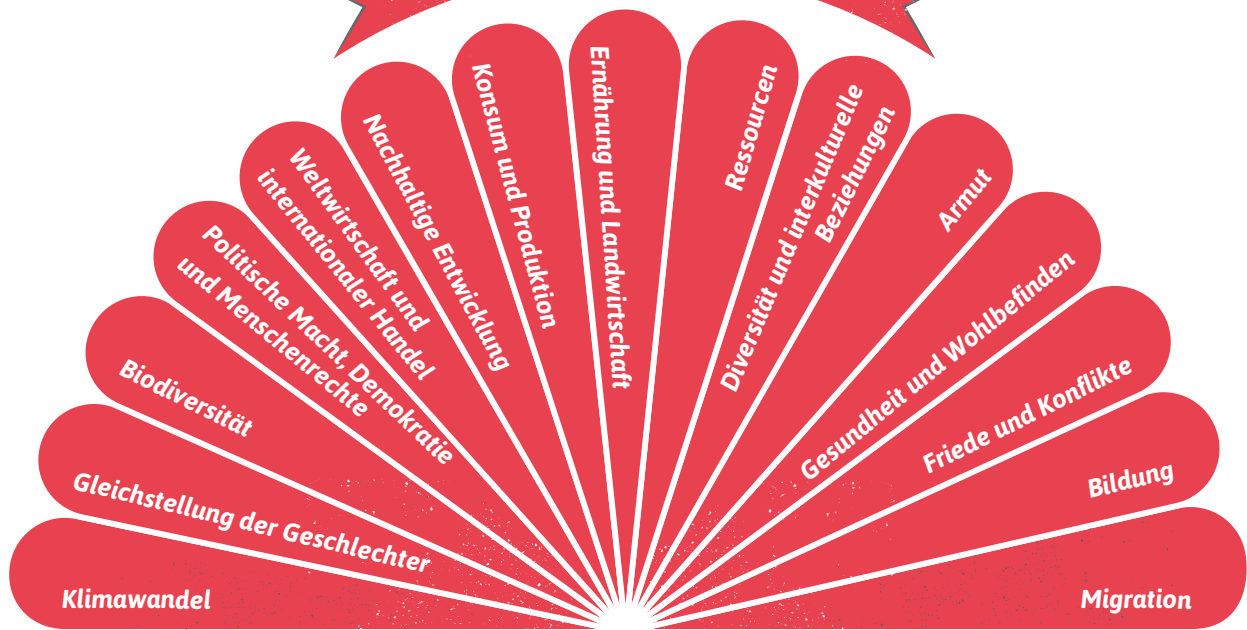 Klimawandel
Gleichstellung der Geschlechter
Biodiversität
Politische Macht, Demokratie
und Menschenrechte
Weltwirtschaft und
internationaler Handel
Nachhaltige Entwicklung
Konsum und Produktion
Ernährung und Landwirtschaft
Ressourcen
Diversität und interkulturelle
Beziehungen
Armut
Gesundheit und Wohlbefinden
Friede und Konflikte
Bildung
Migration